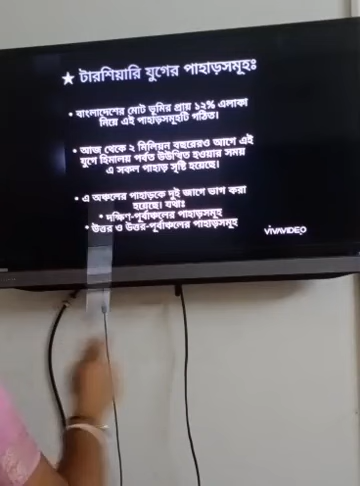 ★ টারশিয়ারি যুগের পাহাড়সমূহঃ
• বাংলাদেশের মোট ভূমির প্রায় ১২% এলাকা
নিয়ে এই পাহাড়সমূহটি গঠিত।
• আজ থেকে ২ মিলিয়ন বছরেরও আগে এই
যুগে হিমালয় পর্বত উত্থিত হওয়ার সময়
এ সকল পাহাড় সৃষ্টি হয়েছে।
• এ অঞ্চলের পাহাড়কে দুই ভাগে ভাগ করা
হয়েছে। যথাঃ
• দক্ষিণ-পূর্বাঞ্চলের পাহাড়সমূহ
• উত্তর ও উত্তর-পূর্বাঞ্চলের পাহাড়সমূহ
VIVAVIDEO